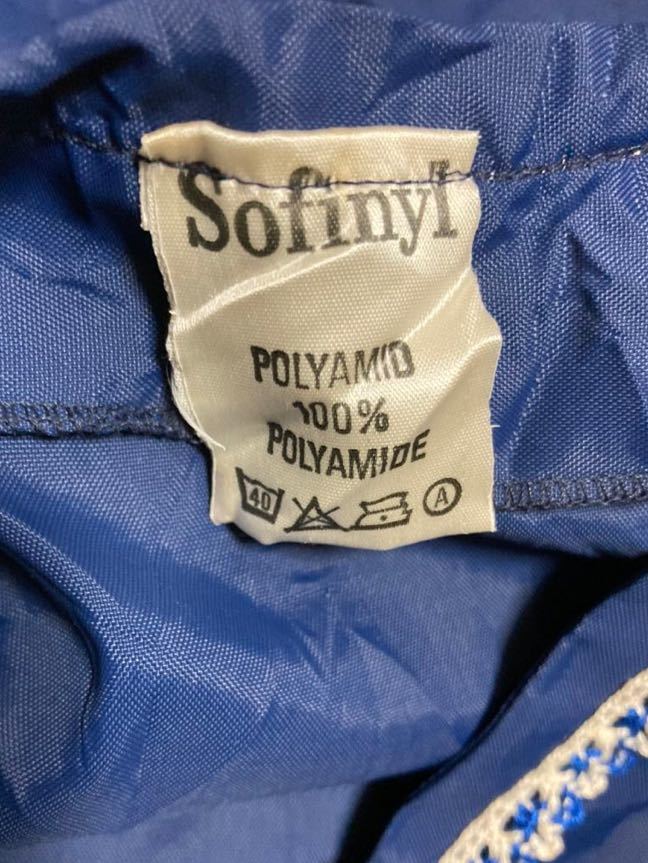 Sofinyl
POLYAMID
100%
POLYAMIDE
40 A